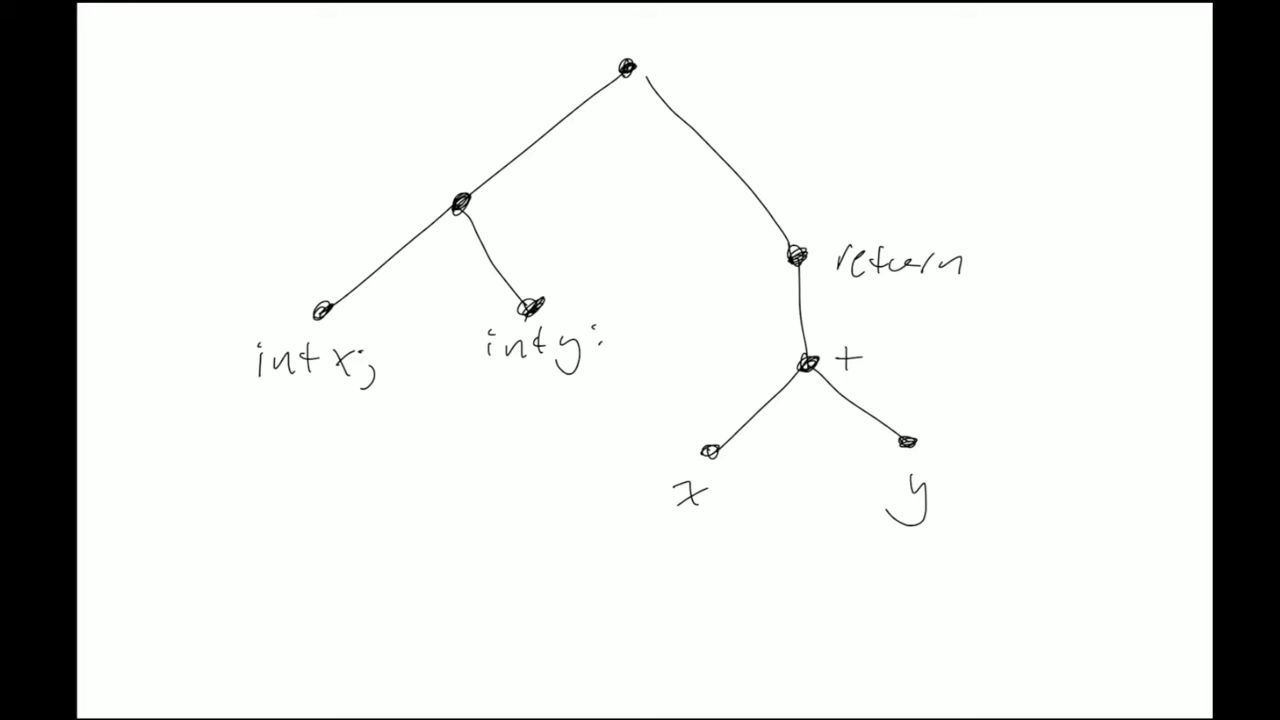 return
int x;
int y:
+
x
y